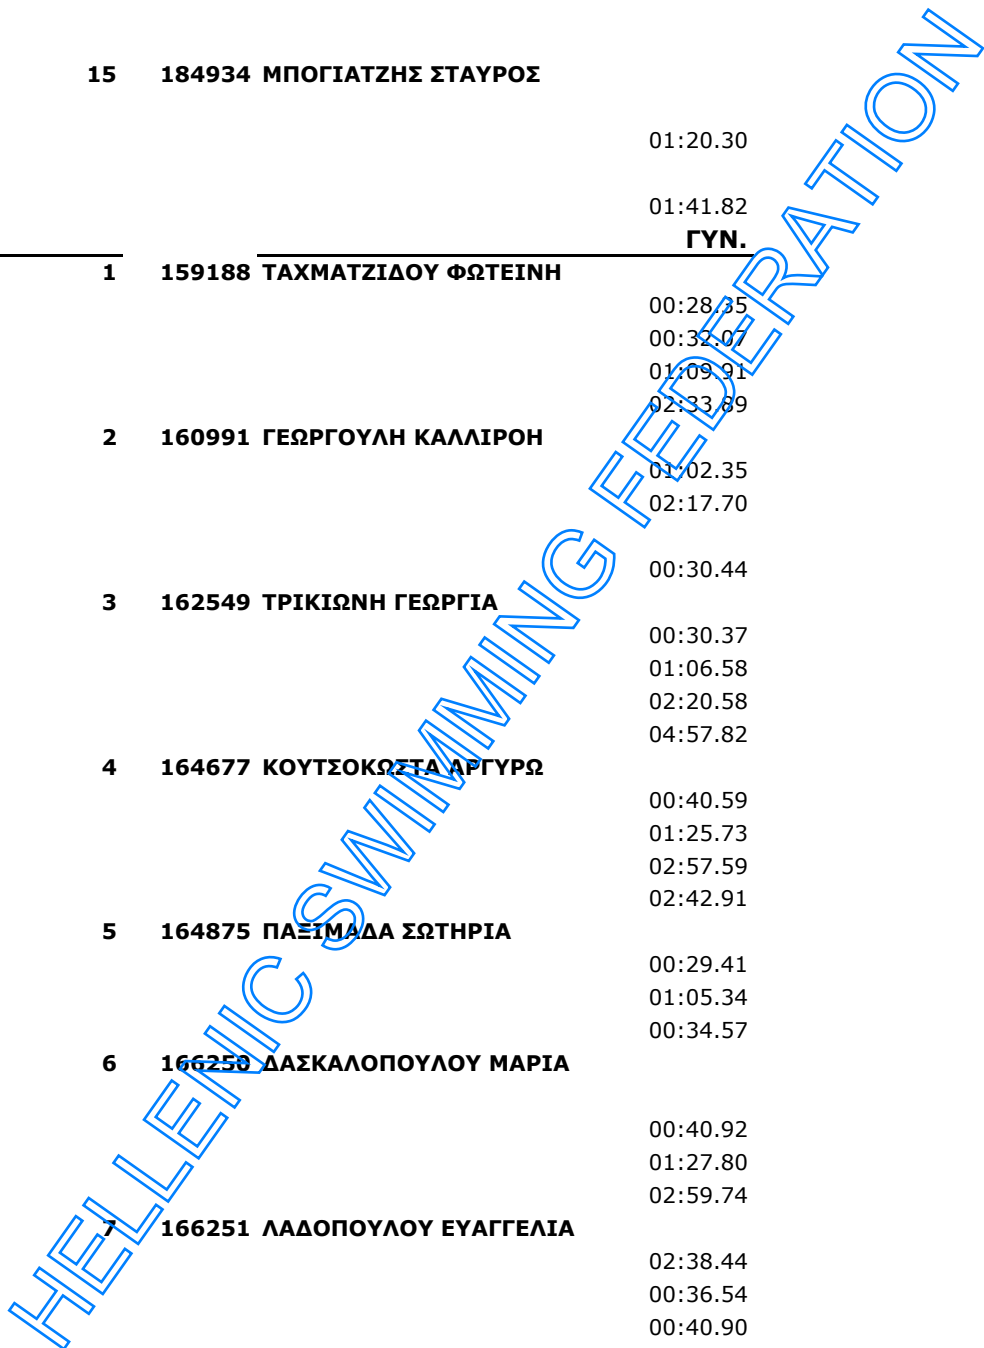 15 184934 ΜΠΟΓΙΑΤΖΗΣ ΣΤΑΥΡΟΣ
01:20.30
01:41.82
ΓΥΝ.
1 159188 ΤΑΧΜΑΤΖΙΔΟΥ ΦΩΤΕΙΝΗ
00:28.35
00:32.07
01:09.91
02:33.89
2 160991 ΓΕΩΡΓΟΥΛΗ ΚΑΛΛΙΡΟΗ
01:02.35
02:17.70
00:30.44
3 162549 ΤΡΙΚΙΩΝΗ ΓΕΩΡΓΙΑ
00:30.37
01:06.58
02:20.58
04:57.82
4 164677 ΚΟΥΤΣΟΚΩΣΤΑ ΑΡΓΥΡΩ
00:40.59
01:25.73
02:57.59
02:42.91
5 164875 ΠΑΞΙΜΑΔΑ ΣΩΤΗΡΙΑ
00:29.41
01:05.34
00:34.57
6 166250 ΔΑΣΚΑΛΟΠΟΥΛΟΥ ΜΑΡΙΑ
00:40.92
01:27.80
02:59.74
7 166251 ΛΑΔΟΠΟΥΛΟΥ ΕΥΑΓΓΕΛΙΑ
02:38.44
00:36.54
00:40.90
HELLENIC SWIMMING FEDERATION